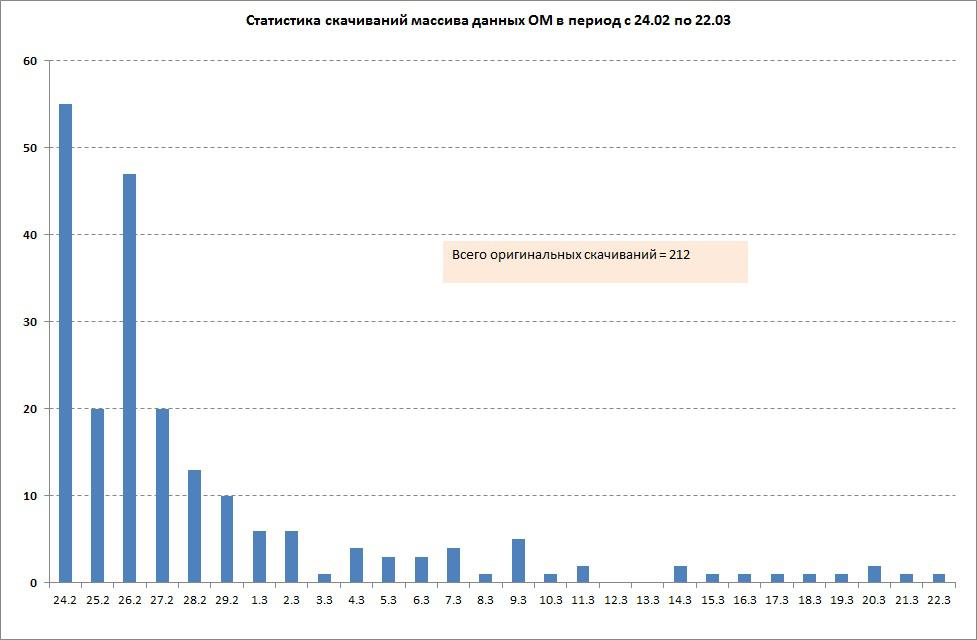 Статистика скачиваний массива данных ОМ в период с 24.02 по 22.03
60
50
40
Всего оригинальных скачиваний = 212
30
20
10
0
24.2 25.2 26.2 27.2 28.2 29.2 1.3 2.3 3.3 4.3 5.3 6.3 7.3 8.3 9.3 10.3 11.3 12.3 13.3 14.3 15.3 16.3 17.3 18.3 19.3 20.3 21.3 22.3